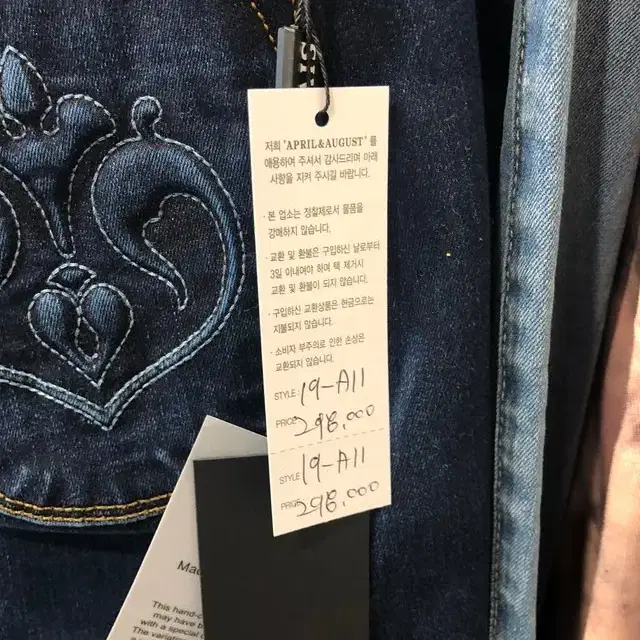 저희 'APRIL&AUGUST' 를
애용하여 주셔서 감사드리며 아래
사항을 지켜 주시길 바랍니다.
· 본 업소는 정찰제로서 물품을
강매하지 않습니다.
· 교환 및 환불은 구입하신 날로부터
3일 이내여야 하며 택 제거시
교환 및 환불이 되지 않습니다.
· 구입하신 교환상품은 현금으로는
지불되지 않습니다.
· 소비자 부주의로 인한 손상은
교환되지 않습니다.
STYLE: 19-A11
PRICE: 298,000
STYLE: 19-A11
PRICE: 298,000
This hand-
may have b
with a special c
The variation